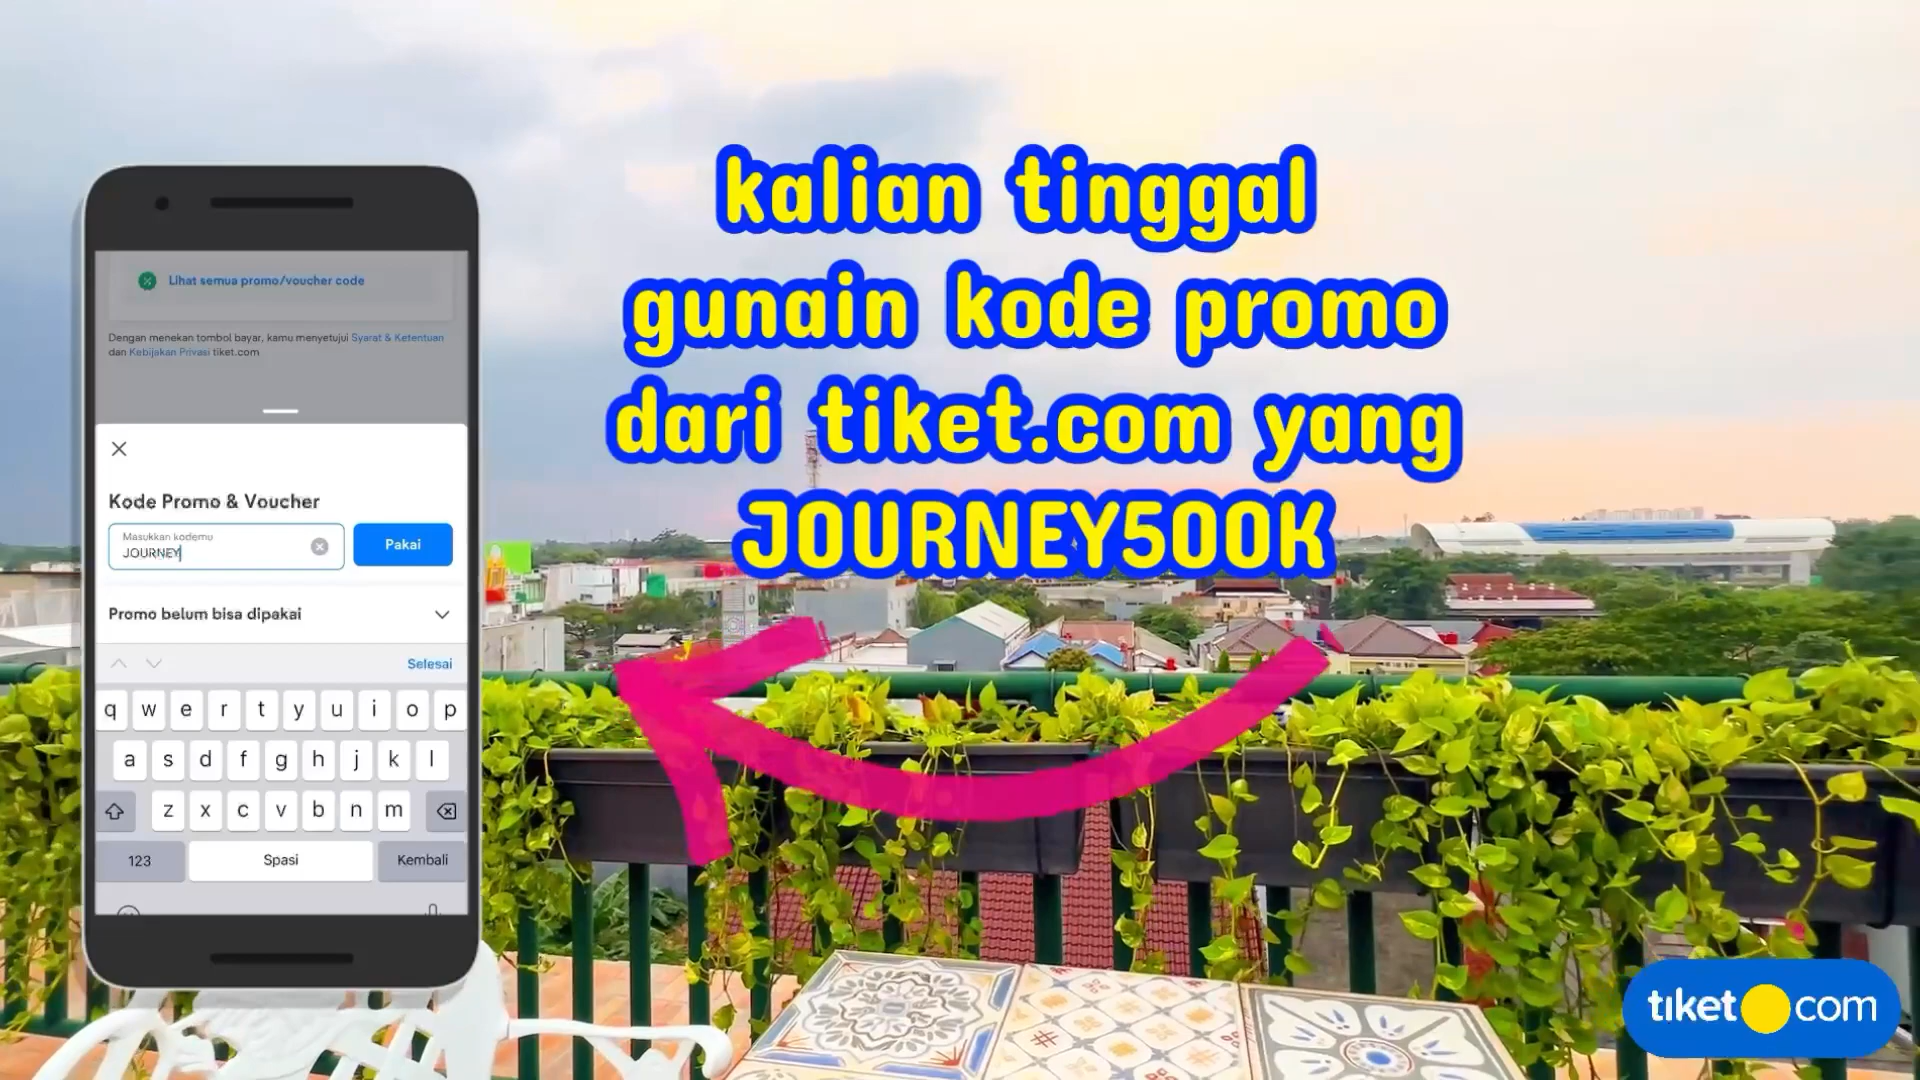 kalian tinggal
gunain kode promo
dari tiket.com yang
JOURNEY500K
Lihat semua promo/voucher code
Dengan menekan tombol bayar, kamu menyetujui Syarat & Ketentuan
dan Kebijakan Privasi tiket.com
Kode Promo & Voucher
Masukkan kodemu
JOURNEY
Pakai
Promo belum bisa dipakai
Selesai
q w e r t y u i o p
a s d f g h j k l
z x c v b n m
123 Spasi Kembali
tiket com